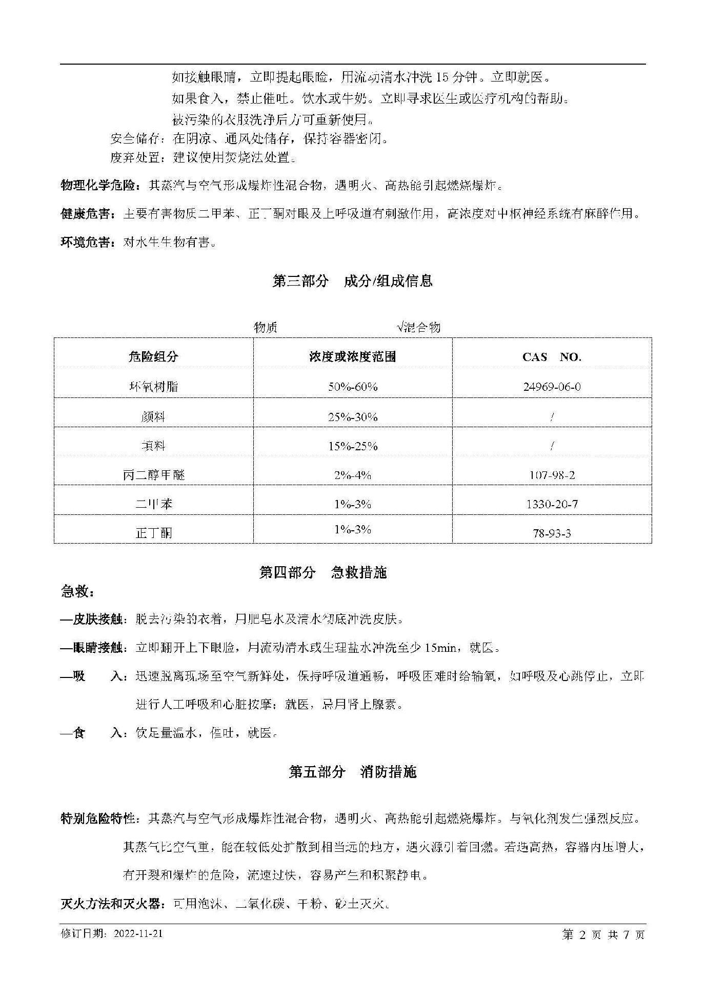 如接触眼睛，立即提起眼睑，用流动清水冲洗 15 分钟。立即就医。
如果食入，禁止催吐。饮水或牛奶。立即寻求医生或医疗机构的帮助。
被污染的衣服洗净后方可重新使用。
安全储存：在阴凉、通风处储存，保持容器密闭。
废弃处置：建议使用焚烧法处置。
物理化学危险：其蒸汽与空气形成爆炸性混合物，遇明火、高热能引起燃烧爆炸。
健康危害：主要有害物质二甲苯、正丁酮对眼及上呼吸道有刺激作用，高浓度对中枢神经系统有麻醉作用。
环境危害：对水生生物有害。
第三部分 成分/组成信息
物质 √混合物
危险组分 浓度或浓度范围 CAS NO.
环氧树脂 50%-60% 24969-06-0
颜料 25%-30% /
填料 15%-25% /
丙二醇甲醚 2%-4% 107-98-2
二甲苯 1%-3% 1330-20-7
正丁酮 1%-3% 78-93-3
第四部分 急救措施
急救：
—皮肤接触：脱去污染的衣着，用肥皂水及清水彻底冲洗皮肤。
—眼睛接触：立即翻开上下眼睑，用流动清水或生理盐水冲洗至少 15min，就医。
—吸 入：迅速脱离现场至空气新鲜处，保持呼吸道通畅，呼吸困难时给输氧，如呼吸及心跳停止，立即
进行人工呼吸和心脏按摩；就医，忌用肾上腺素。
—食 入：饮足量温水，催吐，就医。
第五部分 消防措施
特别危险特性：其蒸汽与空气形成爆炸性混合物，遇明火、高热能引起燃烧爆炸。与氧化剂发生强烈反应。
其蒸气比空气重，能在较低处扩散到相当远的地方，遇火源引着回燃。若遇高热，容器内压增大，
有开裂和爆炸的危险，流速过快，容易产生和积聚静电。
灭火方法和灭火器：可用泡沫、二氧化碳、干粉、砂土灭火。
修订日期：2022-11-21 第 2 页 共 7 页